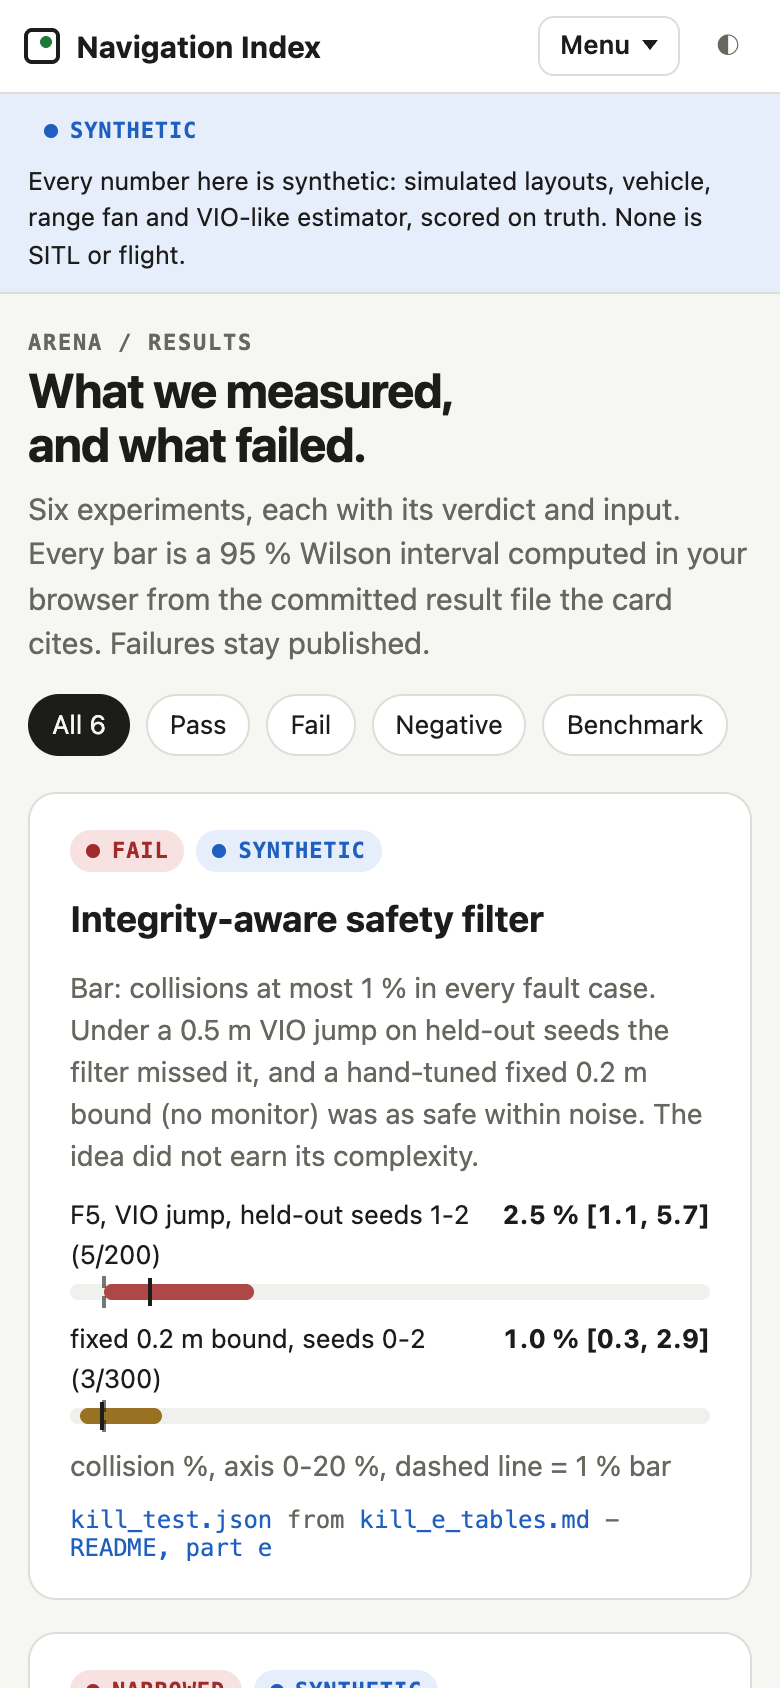 Navigation Index
Menu
SYNTHETIC
Every number here is synthetic: simulated layouts, vehicle,
range fan and VIO-like estimator, scored on truth. None is
SITL or flight.
ARENA / RESULTS
What we measured,
and what failed.
Six experiments, each with its verdict and input.
Every bar is a 95 % Wilson interval computed in your
browser from the committed result file the card
cites. Failures stay published.
All 6
Pass
Fail
Negative
Benchmark
FAIL
SYNTHETIC
Integrity-aware safety filter
Bar: collisions at most 1 % in every fault case.
Under a 0.5 m VIO jump on held-out seeds the
filter missed it, and a hand-tuned fixed 0.2 m
bound (no monitor) was as safe within noise. The
idea did not earn its complexity.
F5, VIO jump, held-out seeds 1-2 2.5 % [1.1, 5.7]
(5/200)
fixed 0.2 m bound, seeds 0-2 1.0 % [0.3, 2.9]
(3/300)
collision %, axis 0-20 %, dashed line = 1 % bar
kill_test.json from kill_e_tables.md –
README, part e
NARROWED
SYNTHETIC